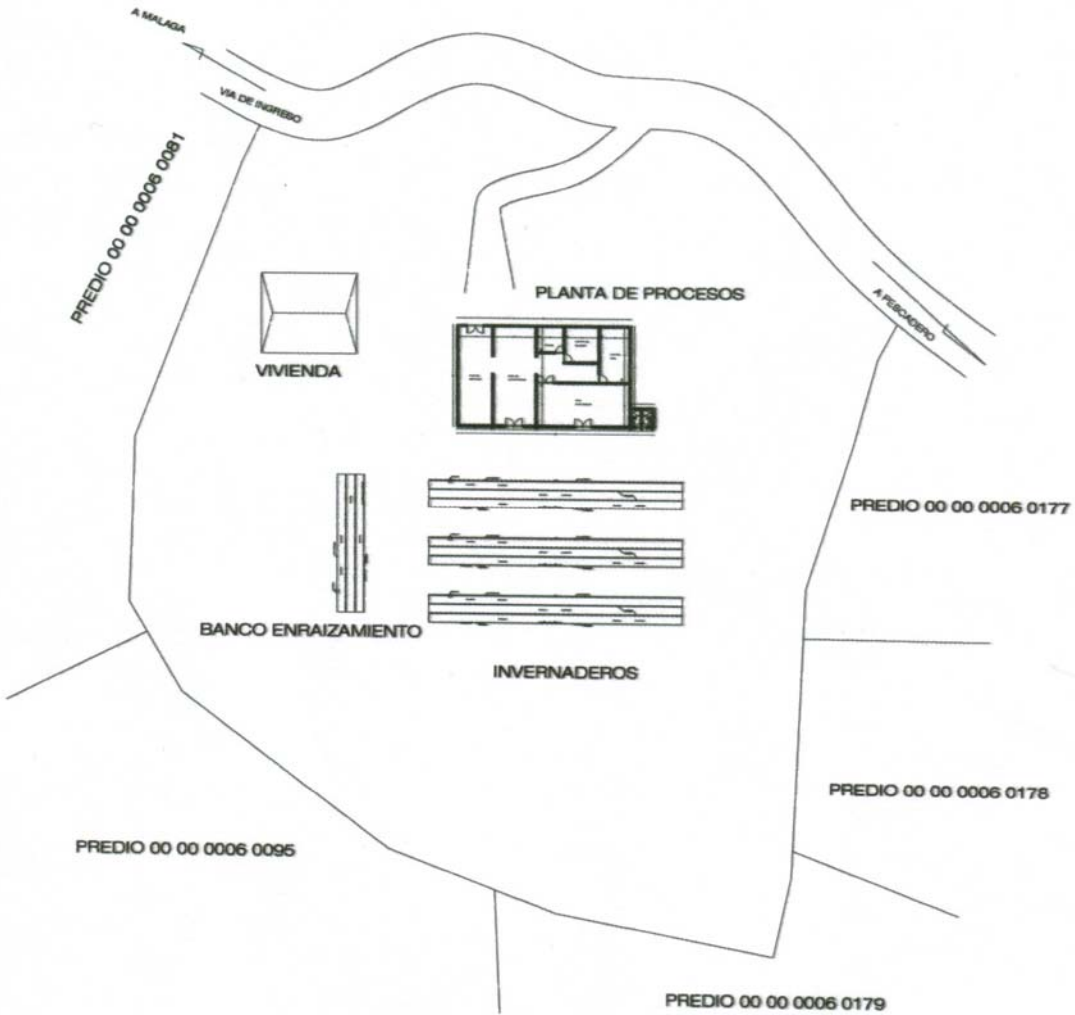 A MALAGA
VIA DE INGRESO
PREDIO 00 00 0006 0081
A PESCADERO
PLANTA DE PROCESOS
VIVIENDA
PREDIO 00 00 0006 0177
BANCO ENRAIZAMIENTO
INVERNADEROS
PREDIO 00 00 0006 0178
PREDIO 00 00 0006 0095
PREDIO 00 00 0006 0179